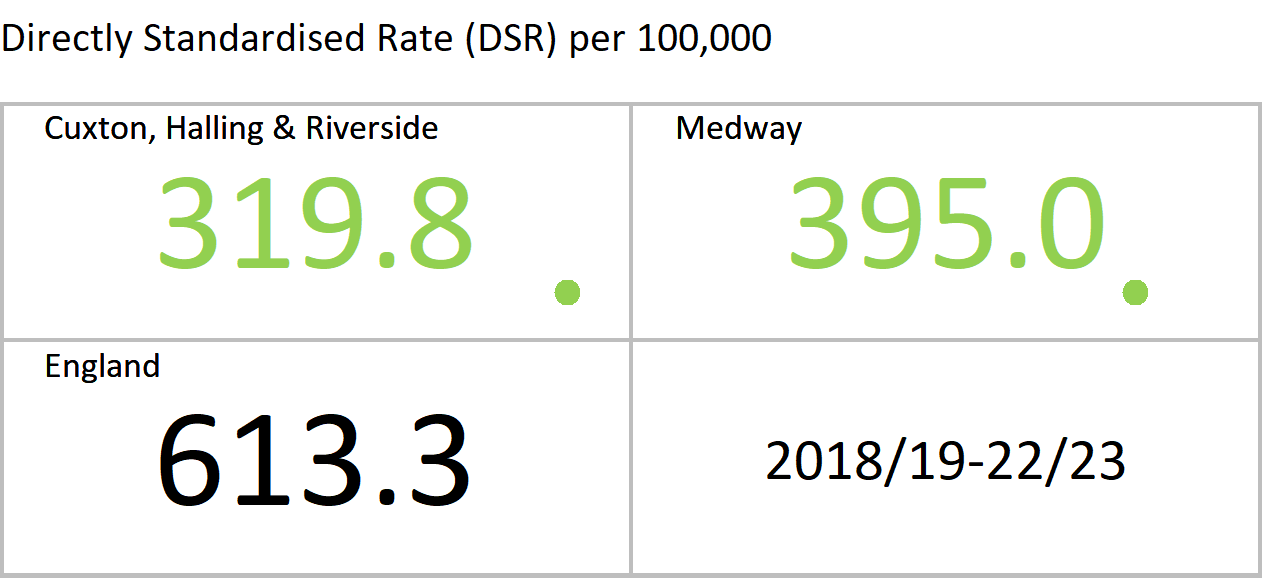 Directly Standardised Rate (DSR) per 100,000
Cuxton, Halling & Riverside
319.8
Medway
395.0
England
613.3
2018/19-22/23